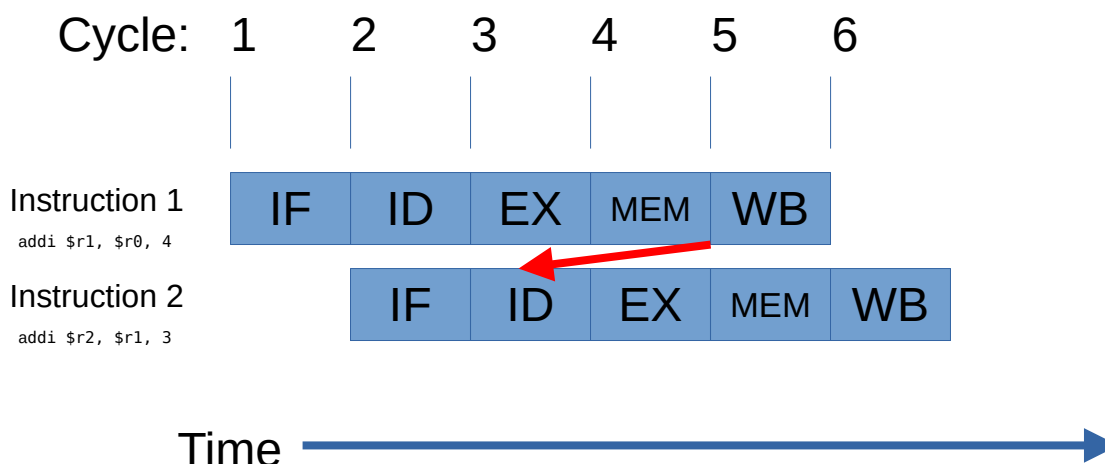 Cycle: 1 2 3 4 5 6
Instruction 1
addi $r1, $r0, 4
IF ID EX MEM WB
Instruction 2
addi $r2, $r1, 3
IF ID EX MEM WB
Time